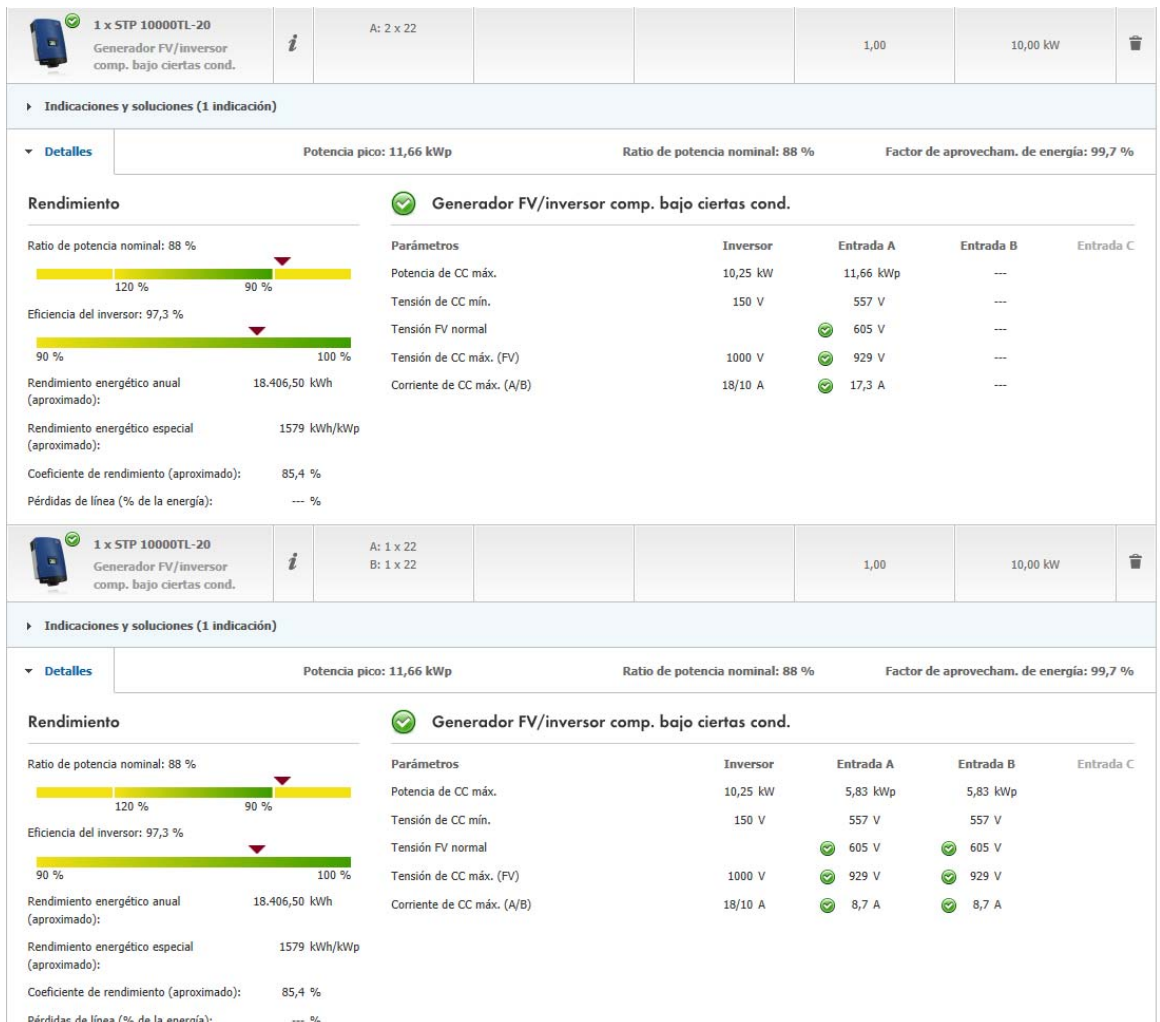 1 x STP 10000TL-20
Generador FV/inversor
comp. bajo ciertas cond.
i
A: 2 x 22
1,00
10,00 kW
Indicaciones y soluciones (1 indicación)
Detalles
Potencia pico: 11,66 kWp
Ratio de potencia nominal: 88 %
Factor de aprovecham. de energía: 99,7 %
Rendimiento
Ratio de potencia nominal: 88 %
120 % 90 %
Eficiencia del inversor: 97,3 %
90 % 100 %
Rendimiento energético anual 18.406,50 kWh
(aproximado):
Rendimiento energético especial 1579 kWh/kWp
(aproximado):
Coeficiente de rendimiento (aproximado): 85,4 %
Pérdidas de línea (% de la energía): --- %
Generador FV/inversor comp. bajo ciertas cond.
Parámetros Inversor Entrada A Entrada B Entrada C
Potencia de CC máx. 10,25 kW 11,66 kWp ---
Tensión de CC mín. 150 V 557 V ---
Tensión FV normal 605 V ---
Tensión de CC máx. (FV) 1000 V 929 V ---
Corriente de CC máx. (A/B) 18/10 A 17,3 A ---
1 x STP 10000TL-20
Generador FV/inversor
comp. bajo ciertas cond.
i
A: 1 x 22
B: 1 x 22
1,00
10,00 kW
Indicaciones y soluciones (1 indicación)
Detalles
Potencia pico: 11,66 kWp
Ratio de potencia nominal: 88 %
Factor de aprovecham. de energía: 99,7 %
Rendimiento
Ratio de potencia nominal: 88 %
120 % 90 %
Eficiencia del inversor: 97,3 %
90 % 100 %
Rendimiento energético anual 18.406,50 kWh
(aproximado):
Rendimiento energético especial 1579 kWh/kWp
(aproximado):
Coeficiente de rendimiento (aproximado): 85,4 %
Pérdidas de línea (% de la energía): --- %
Generador FV/inversor comp. bajo ciertas cond.
Parámetros Inversor Entrada A Entrada B Entrada C
Potencia de CC máx. 10,25 kW 5,83 kWp 5,83 kWp
Tensión de CC mín. 150 V 557 V 557 V
Tensión FV normal 605 V 605 V
Tensión de CC máx. (FV) 1000 V 929 V 929 V
Corriente de CC máx. (A/B) 18/10 A 8,7 A 8,7 A